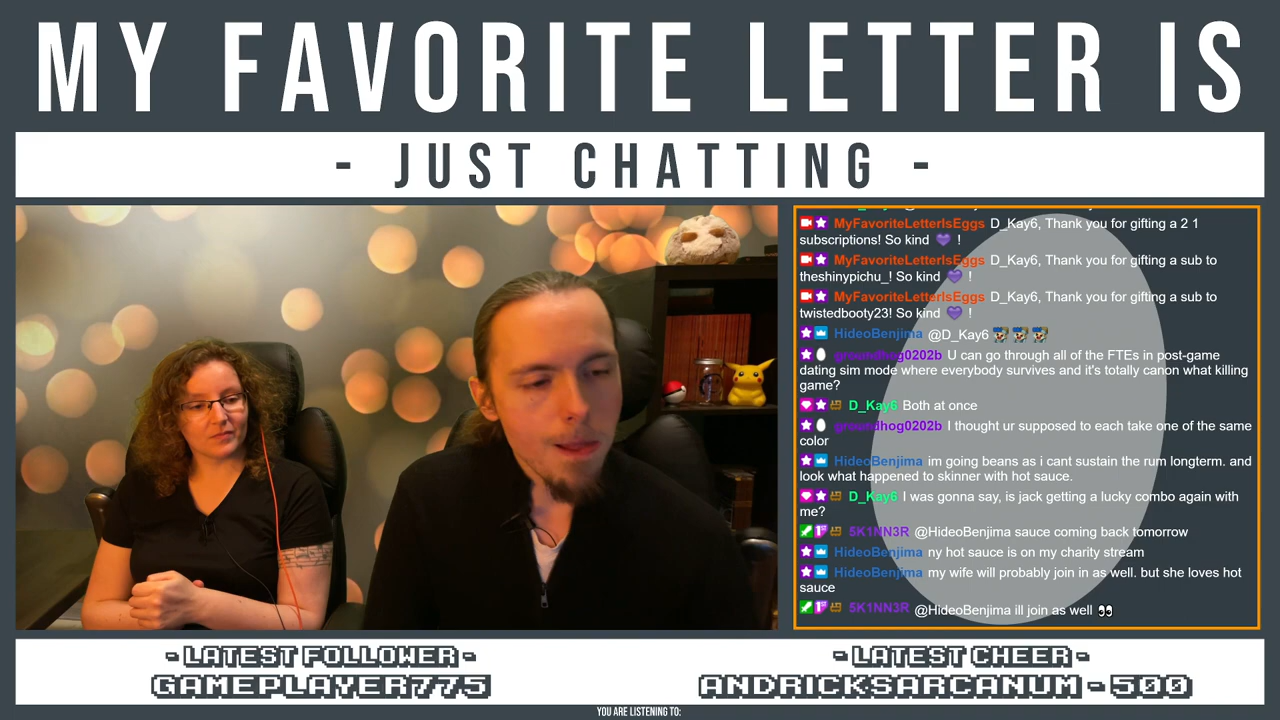 MY FAVORITE LETTER IS
- JUST CHATTING -
MyFavoriteLetterIsEggs D_Kay6, Thank you for gifting a 2 1
subscriptions! So kind 💜 !
MyFavoriteLetterIsEggs D_Kay6, Thank you for gifting a sub to
theshinypichu_! So kind 💜 !
MyFavoriteLetterIsEggs D_Kay6, Thank you for gifting a sub to
twistedbooty23! So kind 💜 !
HideoBenjima @D_Kay6
groundhog0202b U can go through all of the FTEs in post-game
dating sim mode where everybody survives and it's totally canon what killing
game?
D_Kay6 Both at once
groundhog0202b I thought ur supposed to each take one of the same
color
HideoBenjima im going beans as i cant sustain the rum longterm. and
look what happened to skinner with hot sauce.
D_Kay6 I was gonna say, is jack getting a lucky combo again with
me?
5K1NN3R @HideoBenjima sauce coming back tomorrow
HideoBenjima ny hot sauce is on my charity stream
HideoBenjima my wife will probably join in as well. but she loves hot
sauce
5K1NN3R @HideoBenjima ill join as well 👀
- LATEST FOLLOWER -
GAMEPLAYER775
- LATEST CHEER -
ANDRICKSARCANUM - 500
YOU ARE LISTENING TO: